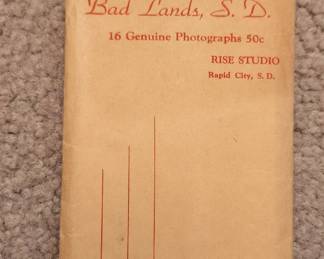 Bad Lands, S. D.
16 Genuine Photographs 50c
RISE STUDIO
Rapid City, S. D.